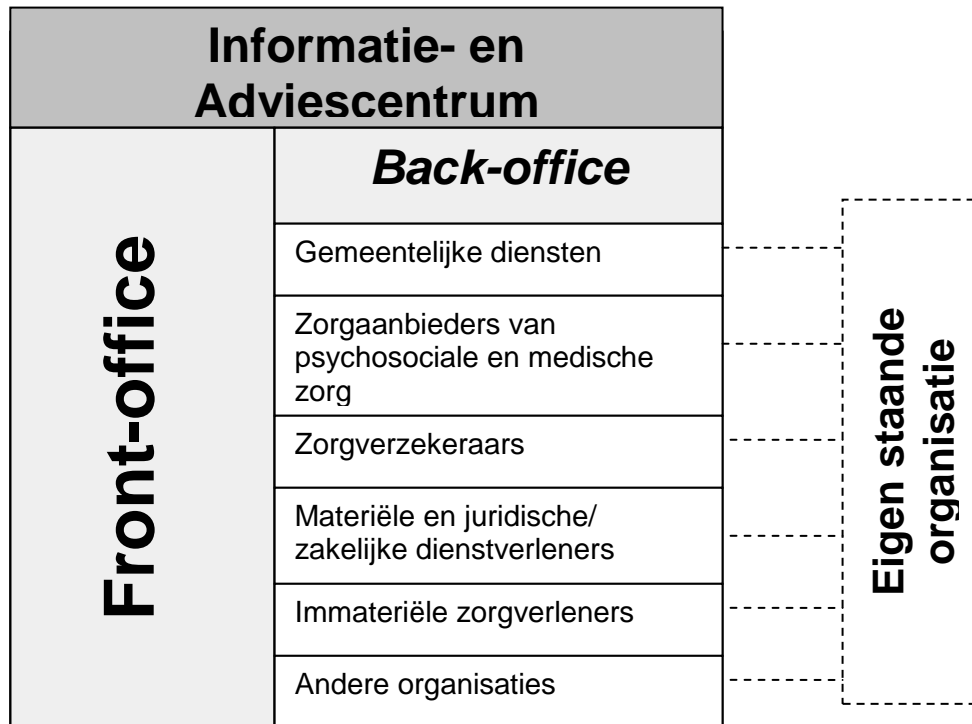 Informatie- en
Adviescentrum
Front-office
Back-office
Gemeentelijke diensten
Zorgaanbieders van
psychosociale en medische
zorg
Zorgverzekeraars
Materiële en juridische/
zakelijke dienstverleners
Immateriële zorgverleners
Andere organisaties
Eigen staande
organisatie